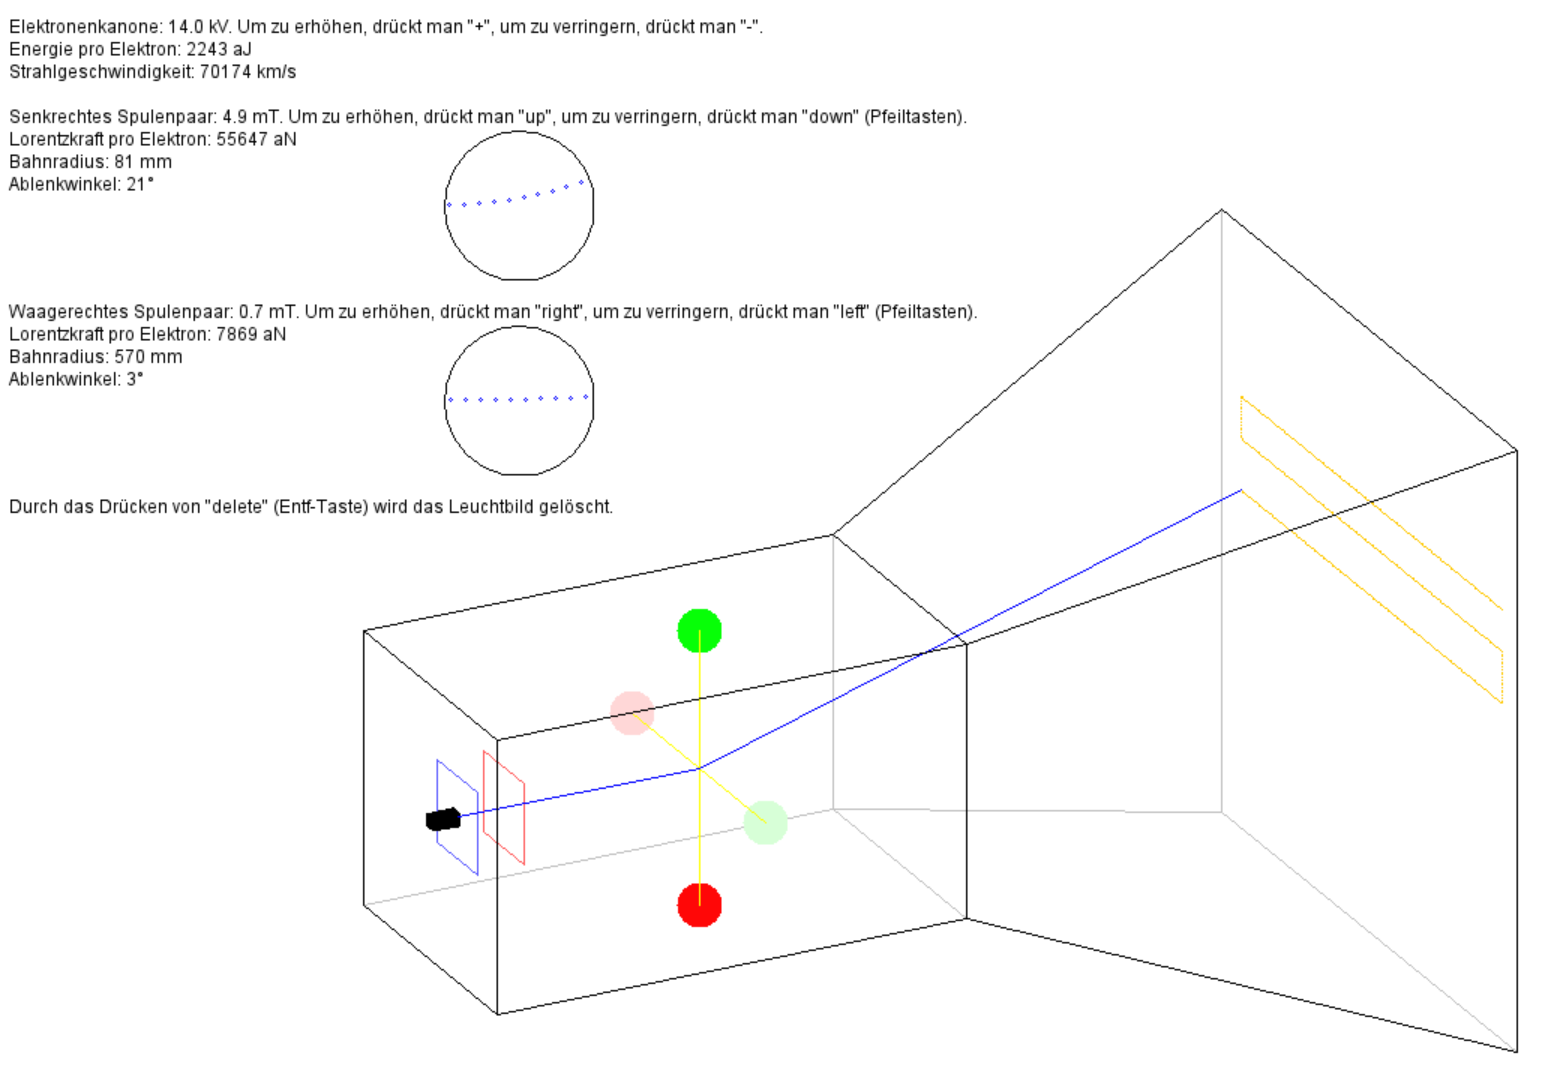 Elektronenkanone: 14.0 kV. Um zu erhöhen, drückt man "+", um zu verringern, drückt man "-".
Energie pro Elektron: 2243 aJ
Strahlgeschwindigkeit: 70174 km/s
Senkrechtes Spulenpaar: 4.9 mT. Um zu erhöhen, drückt man "up", um zu verringern, drückt man "down" (Pfeiltasten).
Lorentzkraft pro Elektron: 55647 aN
Bahnradius: 81 mm
Ablenkwinkel: 21°
Waagerechtes Spulenpaar: 0.7 mT. Um zu erhöhen, drückt man "right", um zu verringern, drückt man "left" (Pfeiltasten).
Lorentzkraft pro Elektron: 7869 aN
Bahnradius: 570 mm
Ablenkwinkel: 3°
Durch das Drücken von "delete" (Entf-Taste) wird das Leuchtbild gelöscht.